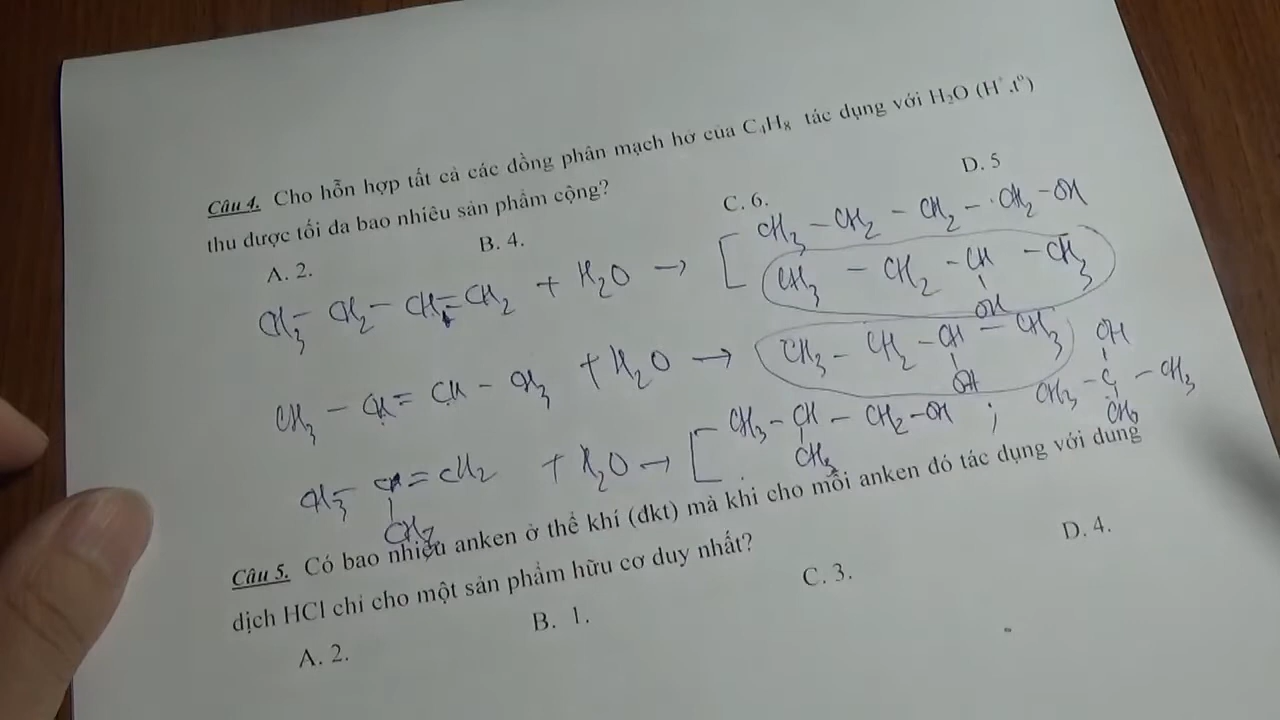 Câu 4. Cho hỗn hợp tất cả các đồng phân mạch hở của C₄H₈ tác dụng với H₂O (H⁺,t°)
thu được tối đa bao nhiêu sản phẩm cộng?
A. 2. B. 4. C. 6. D. 5
CH₃ - CH₂ - CH = CH₂ + H₂O → [ CH₃ - CH₂ - CH₂ - CH₂ - OH
CH₃ - CH₂ - CH - CH₃
OH
CH₃ - CH = CH - CH₃ + H₂O → CH₃ - CH₂ - CH - CH₃
OH
OH
CH₃ - C = CH₂ + H₂O → [ CH₃ - CH - CH₂ - OH ; CH₃ - C - CH₃
CH₃ CH₃ CH₃
Câu 5. Có bao nhiêu anken ở thể khí (đkt) mà khi cho mỗi anken đó tác dụng với dung
dịch HCl chỉ cho một sản phẩm hữu cơ duy nhất?
A. 2. B. 1. C. 3. D. 4.